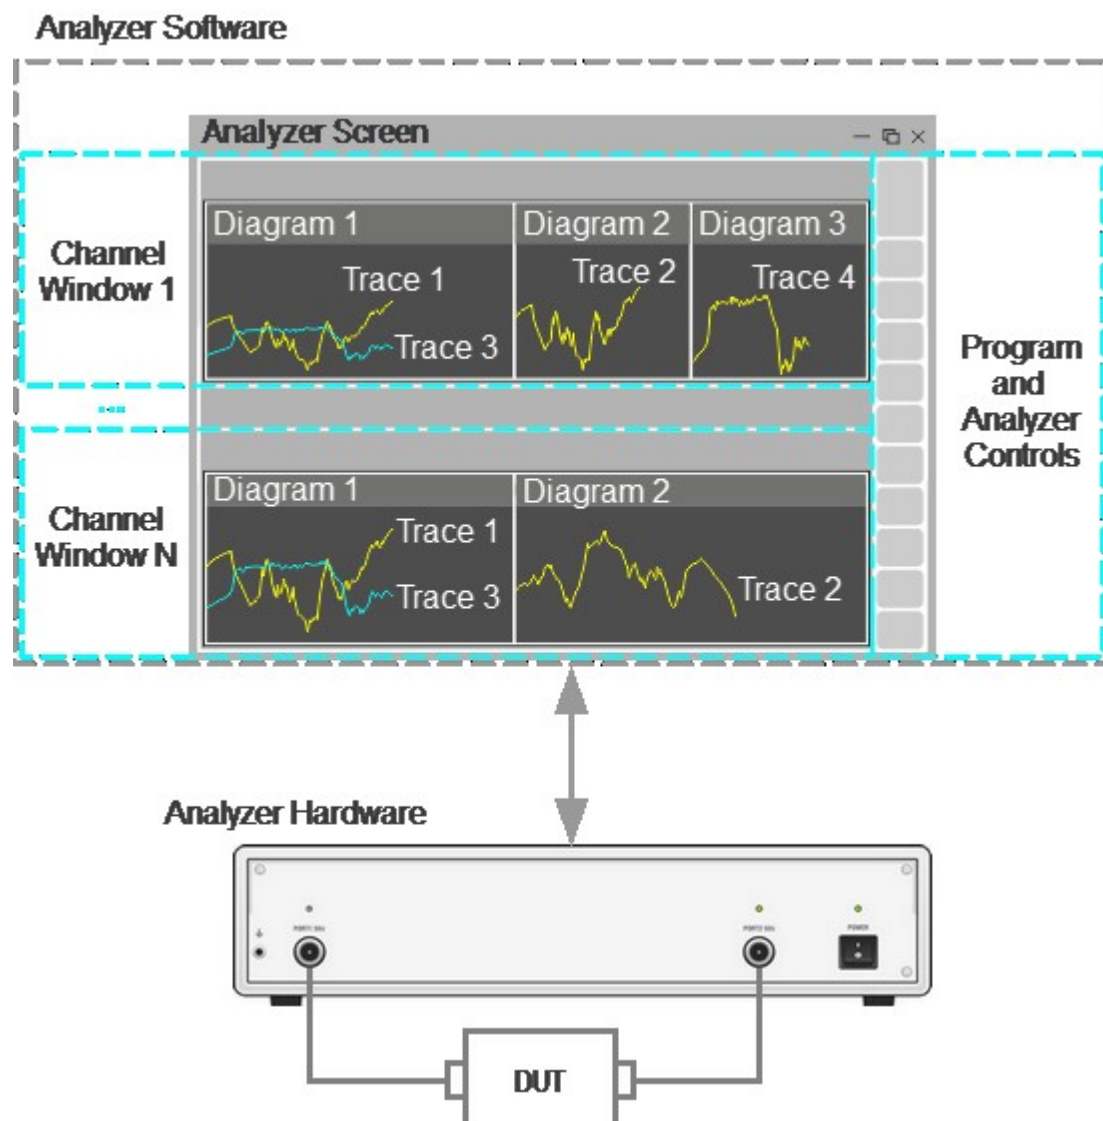 Analyzer Software
Analyzer Screen
Channel
Window 1
Diagram 1
Trace 1
Trace 3
Diagram 2
Trace 2
Diagram 3
Trace 4
Program
and
Analyzer
Controls
...
Channel
Window N
Diagram 1
Trace 1
Trace 3
Diagram 2
Trace 2
Analyzer Hardware
POWER
DUT